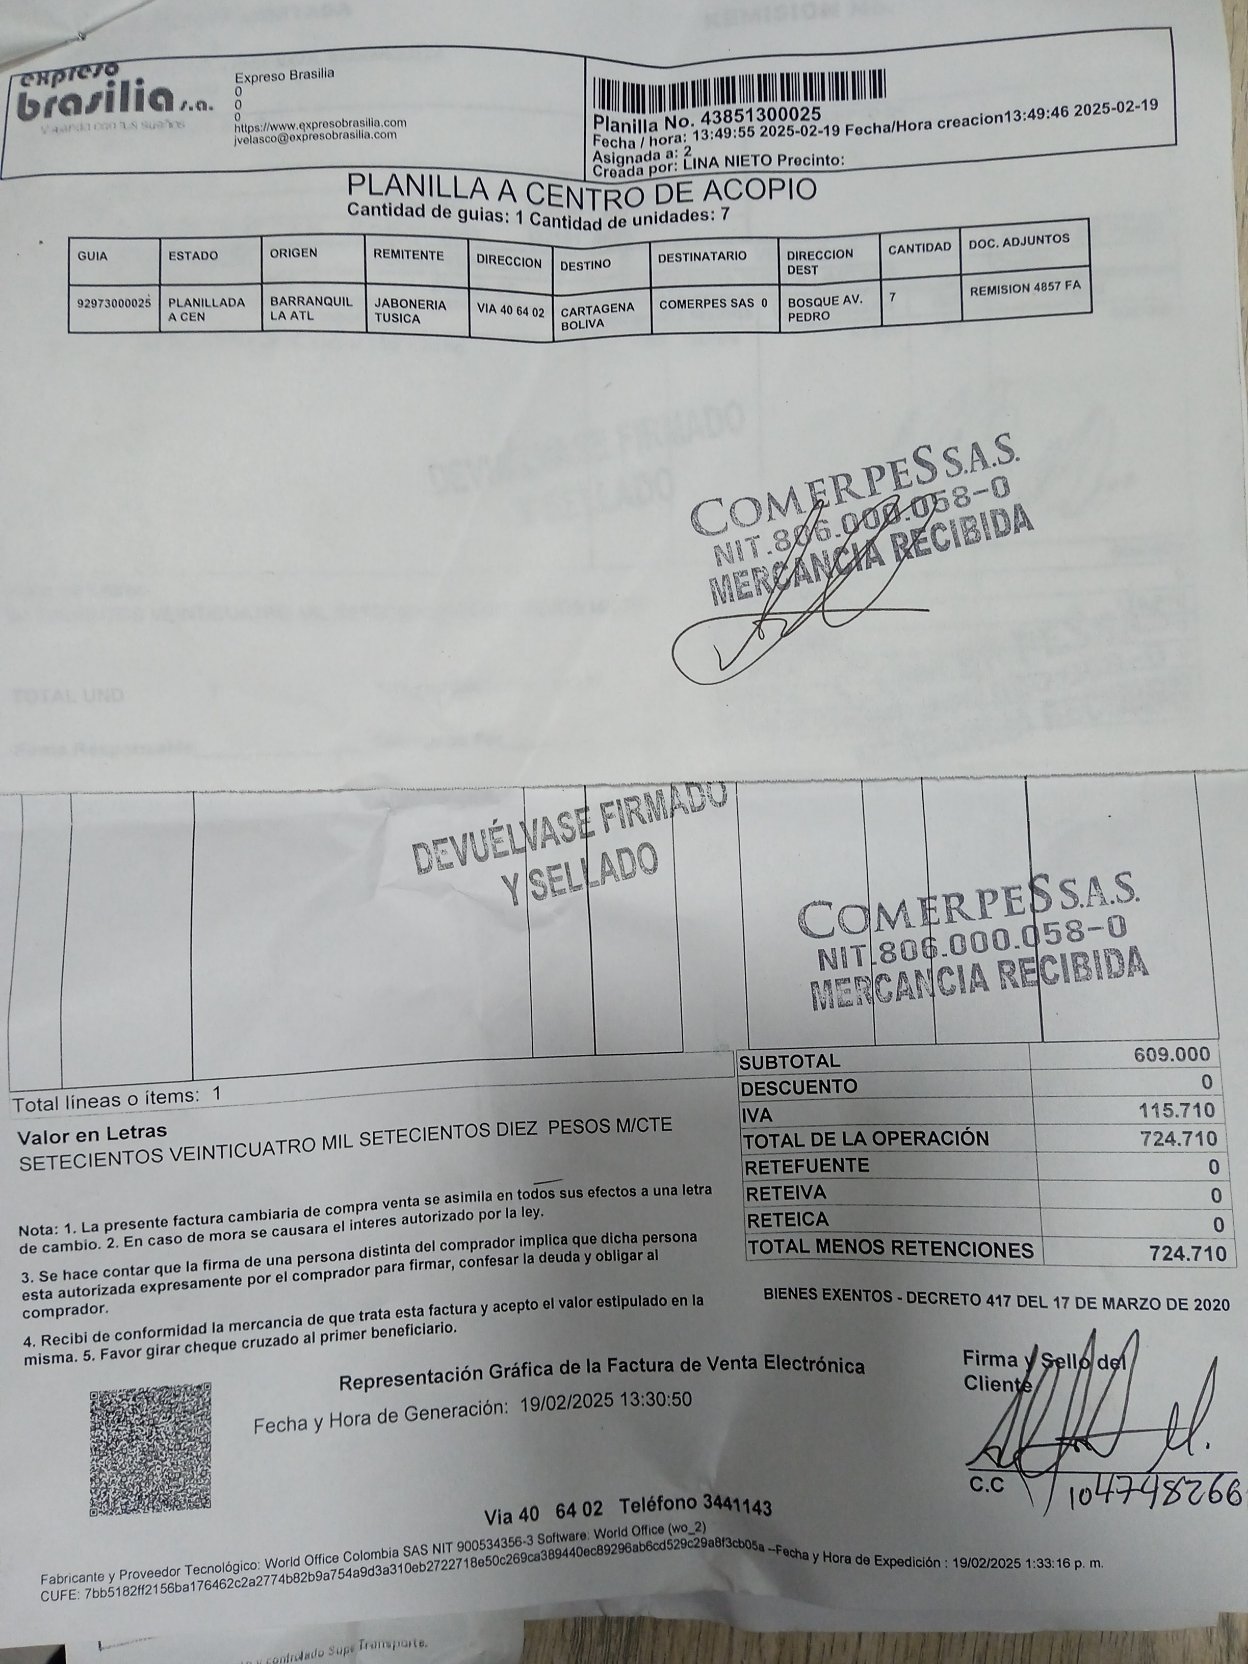 expreso
brasilia s.a.
Expreso Brasilia
0
0
0
https://www.expresobrasilia.com
jvelasco@expresobrasilia.com
Planilla No. 43851300025
Fecha / hora: 13:49:55 2025-02-19 Fecha/Hora creacion13:49:46 2025-02-19
Asignada a: 2
Creada por: LINA NIETO Precinto:
PLANILLA A CENTRO DE ACOPIO
Cantidad de guias: 1 Cantidad de unidades: 7
GUIA ESTADO ORIGEN REMITENTE DIRECCION DESTINO DESTINATARIO DIRECCION DEST CANTIDAD DOC. ADJUNTOS
92973000025 PLANILLADA A CEN BARRANQUIL LA ATL JABONERIA TUSICA VIA 40 64 02 CARTAGENA BOLIVA COMERPES SAS 0 BOSQUE AV. PEDRO 7 REMISION 4857 FA
COMERPES S.A.S.
NIT.806.000.058-0
MERCANCIA RECIBIDA
DEVUÉLVASE FIRMADO
Y SELLADO
COMERPES S.A.S.
NIT.806.000.058-0
MERCANCIA RECIBIDA
Total líneas o ítems: 1
Valor en Letras
SETECIENTOS VEINTICUATRO MIL SETECIENTOS DIEZ PESOS M/CTE
SUBTOTAL 609.000
DESCUENTO 0
IVA 115.710
TOTAL DE LA OPERACIÓN 724.710
RETEFUENTE 0
RETEIVA 0
RETEICA 0
TOTAL MENOS RETENCIONES 724.710
Nota: 1. La presente factura cambiaria de compra venta se asimila en todos sus efectos a una letra
de cambio. 2. En caso de mora se causara el interes autorizado por la ley.
3. Se hace contar que la firma de una persona distinta del comprador implica que dicha persona
esta autorizada expresamente por el comprador para firmar, confesar la deuda y obligar al
comprador.
4. Recibi de conformidad la mercancia de que trata esta factura y acepto el valor estipulado en la
misma. 5. Favor girar cheque cruzado al primer beneficiario.
BIENES EXENTOS - DECRETO 417 DEL 17 DE MARZO DE 2020
Representación Gráfica de la Factura de Venta Electrónica
Fecha y Hora de Generación: 19/02/2025 13:30:50
Firma y Sello del
Cliente
C.C 1047748266
Via 40 64 02 Teléfono 3441143
Fabricante y Proveedor Tecnológico: World Office Colombia SAS NIT 900534356-3 Software: World Office (wo_2)
CUFE: 7bb5182ff2156ba176462c2a2774b82b9a754a9d3a310eb2722718e50c269ca389440ec89296ab6cd529c29a8f3cb05a --Fecha y Hora de Expedición : 19/02/2025 1:33:16 p. m.
controlado SuperTransporte.